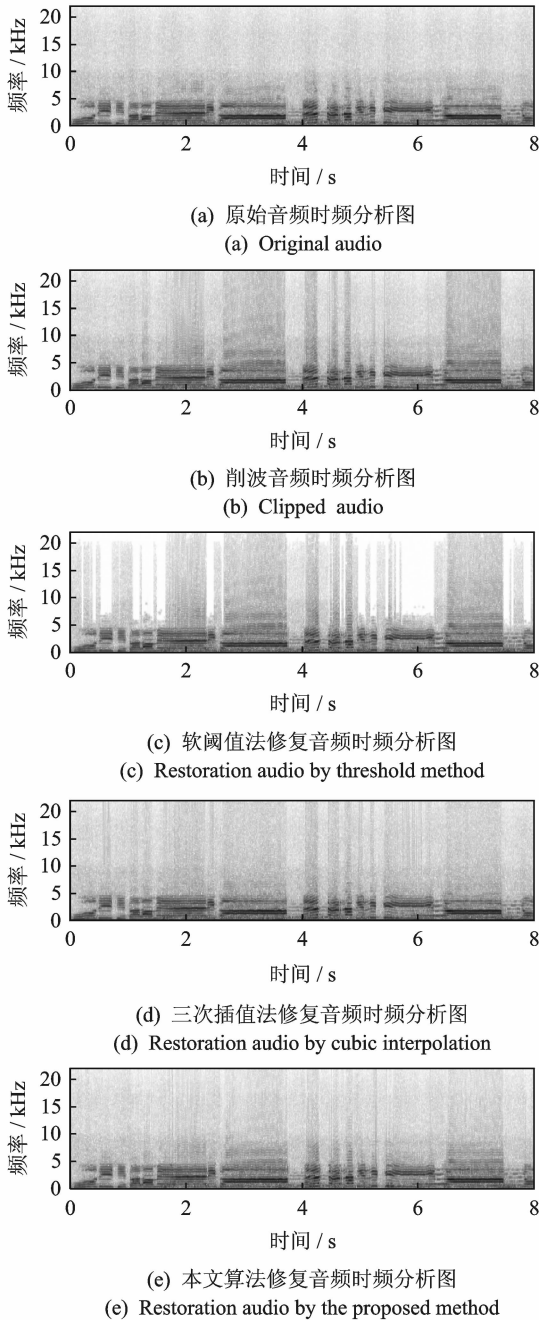 20
15
10
5
0
频率 / kHz
0 2 4 6 8
时间 / s
(a) 原始音频时频分析图
(a) Original audio
20
15
10
5
0
频率 / kHz
0 2 4 6 8
时间 / s
(b) 削波音频时频分析图
(b) Clipped audio
20
15
10
5
0
频率 / kHz
0 2 4 6 8
时间 / s
(c) 软阈值法修复音频时频分析图
(c) Restoration audio by threshold method
20
15
10
5
0
频率 / kHz
0 2 4 6 8
时间 / s
(d) 三次插值法修复音频时频分析图
(d) Restoration audio by cubic interpolation
20
15
10
5
0
频率 / kHz
0 2 4 6 8
时间 / s
(e) 本文算法修复音频时频分析图
(e) Restoration audio by the proposed method